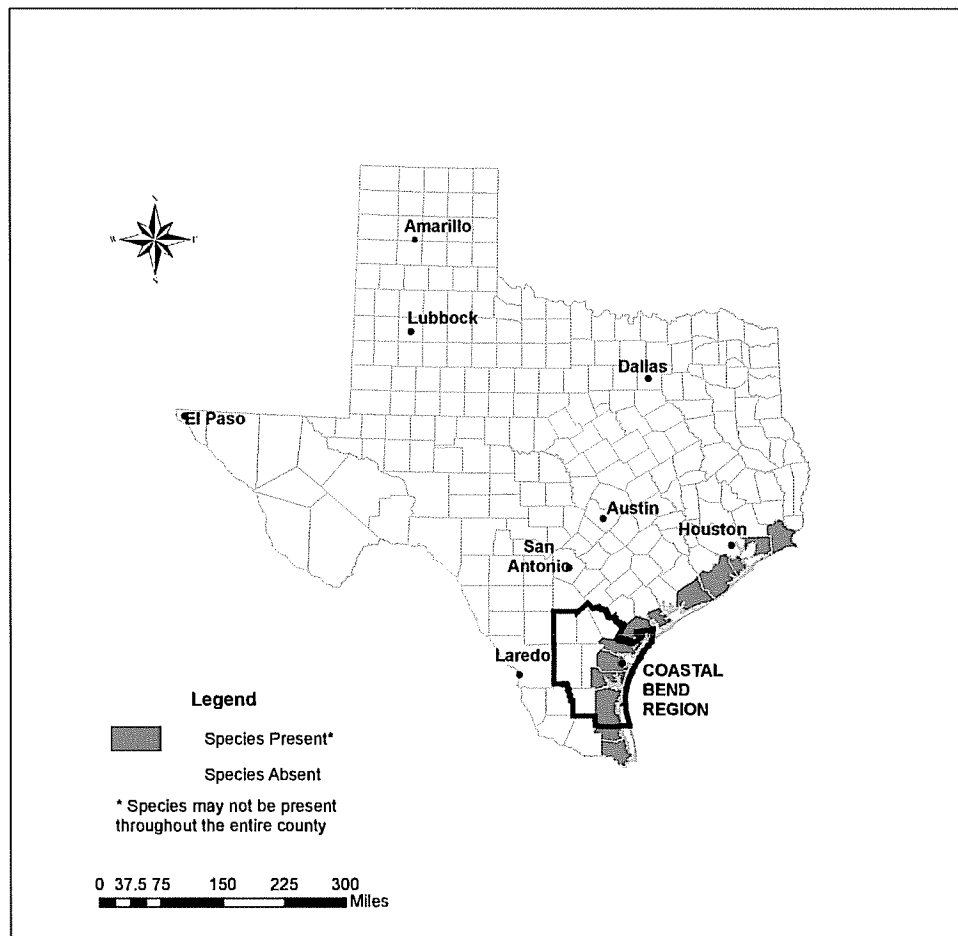 N
W
E
S
Amarillo
Lubbock
Dallas
El Paso
Austin
Houston
San
Antonio
Laredo
COASTAL
BEND
REGION
Legend
Species Present*
Species Absent
* Species may not be present
throughout the entire county
0 37.5 75 150 225 300
Miles